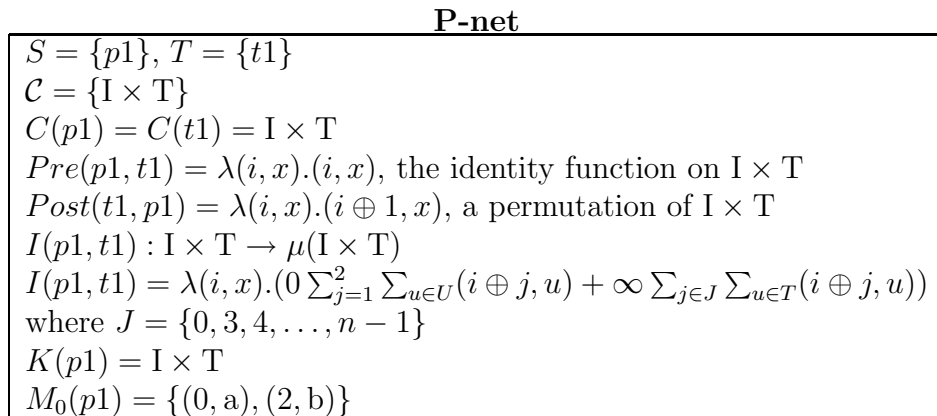 P-net
S = {p1}, T = {t1}
𝒞 = {I × T}
C(p1) = C(t1) = I × T
Pre(p1, t1) = λ(i, x).(i, x), the identity function on I × T
Post(t1, p1) = λ(i, x).(i ⊕ 1, x), a permutation of I × T
I(p1, t1) : I × T → μ(I × T)
I(p1, t1) = λ(i, x).(0 ∑_{j=1}^{2} ∑_{u∈U}(i ⊕ j, u) + ∞ ∑_{j∈J} ∑_{u∈T}(i ⊕ j, u))
where J = {0, 3, 4, . . . , n − 1}
K(p1) = I × T
M₀(p1) = {(0, a), (2, b)}